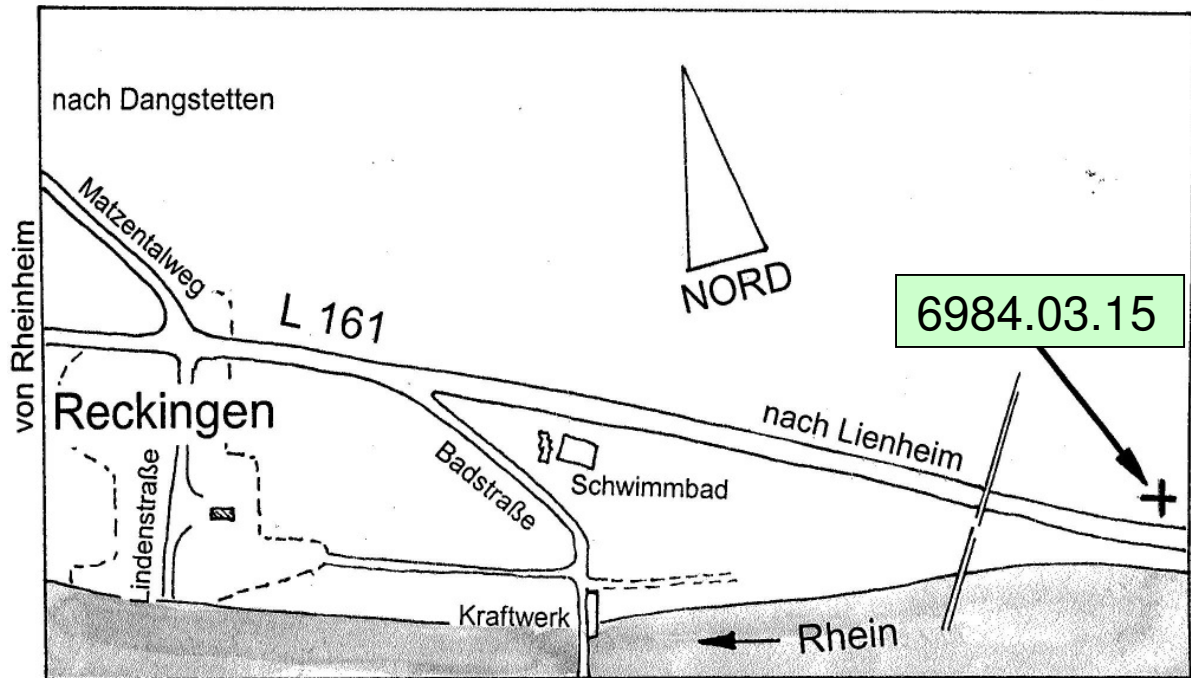 nach Dangstetten
Matzentalweg
von Rheinheim
L 161
NORD
6984.03.15
Reckingen
nach Lienheim
Schwimmbad
Badstraße
Lindenstraße
Kraftwerk
Rhein